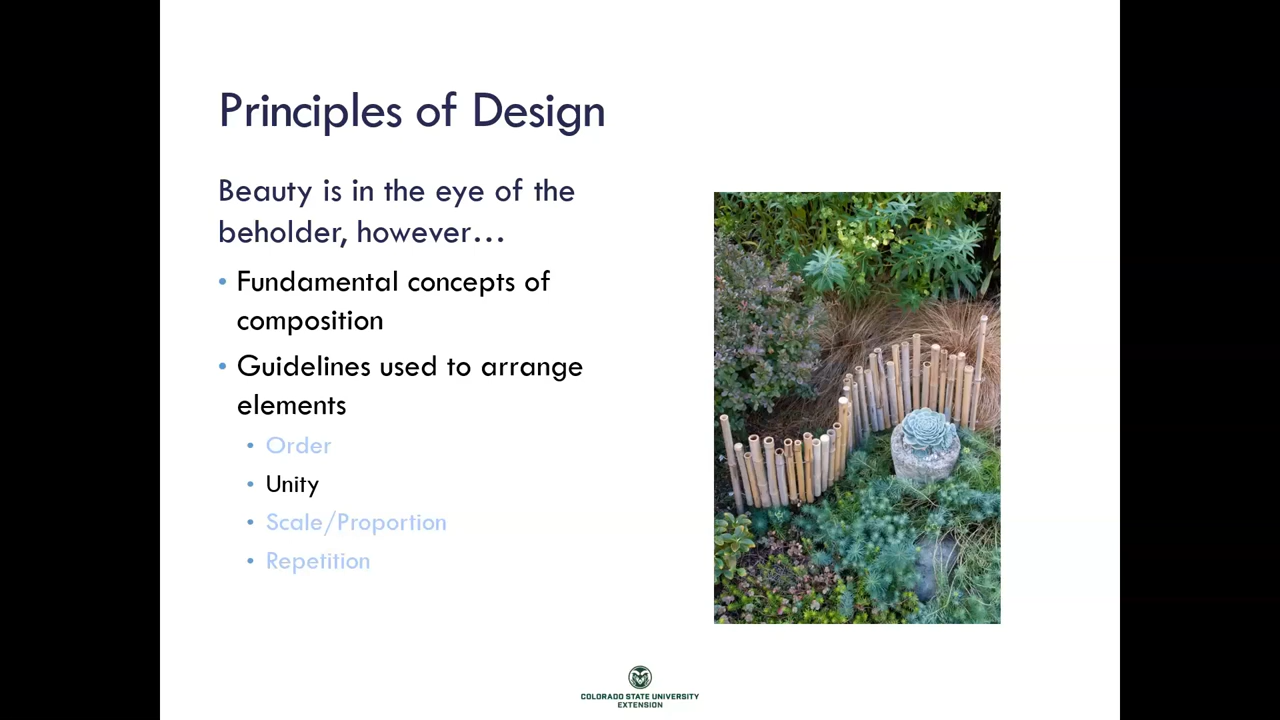 Principles of Design
Beauty is in the eye of the
beholder, however…
• Fundamental concepts of
composition
• Guidelines used to arrange
elements
• Order
• Unity
• Scale/Proportion
• Repetition
COLORADO STATE UNIVERSITY
EXTENSION